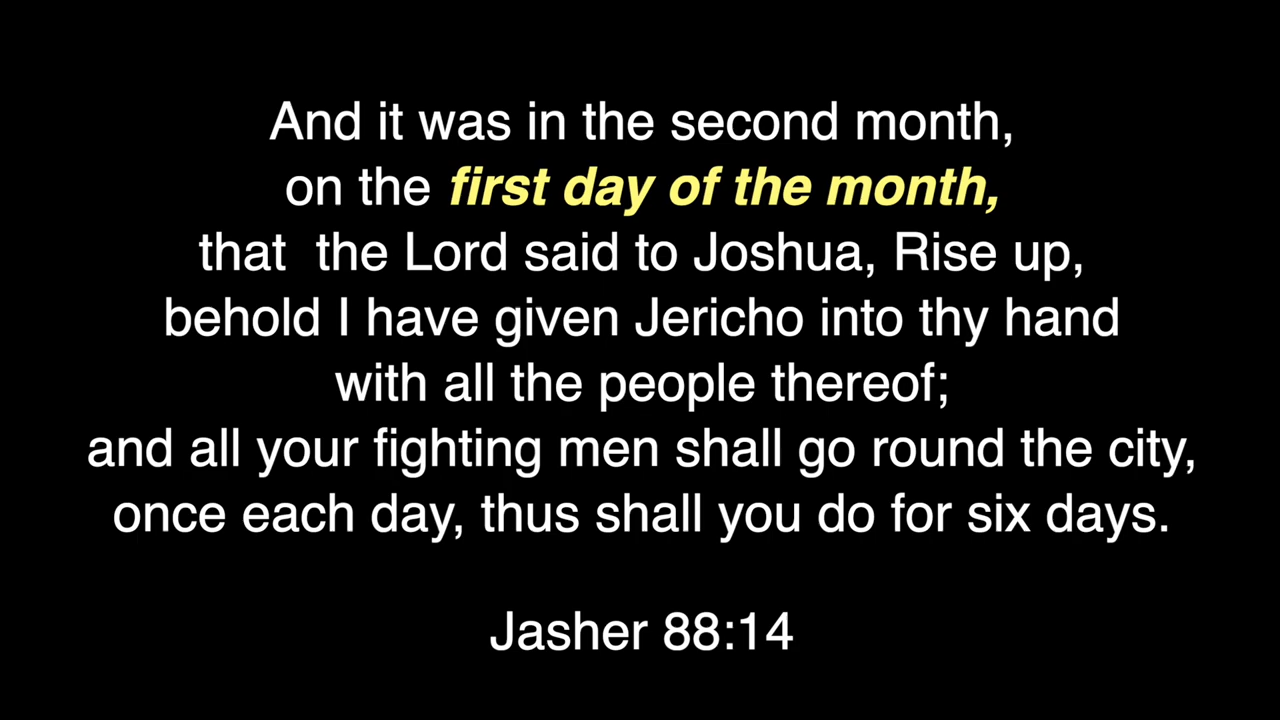 And it was in the second month,
on the first day of the month,
that  the Lord said to Joshua, Rise up,
behold I have given Jericho into thy hand
with all the people thereof;
and all your fighting men shall go round the city,
once each day, thus shall you do for six days.
Jasher 88:14